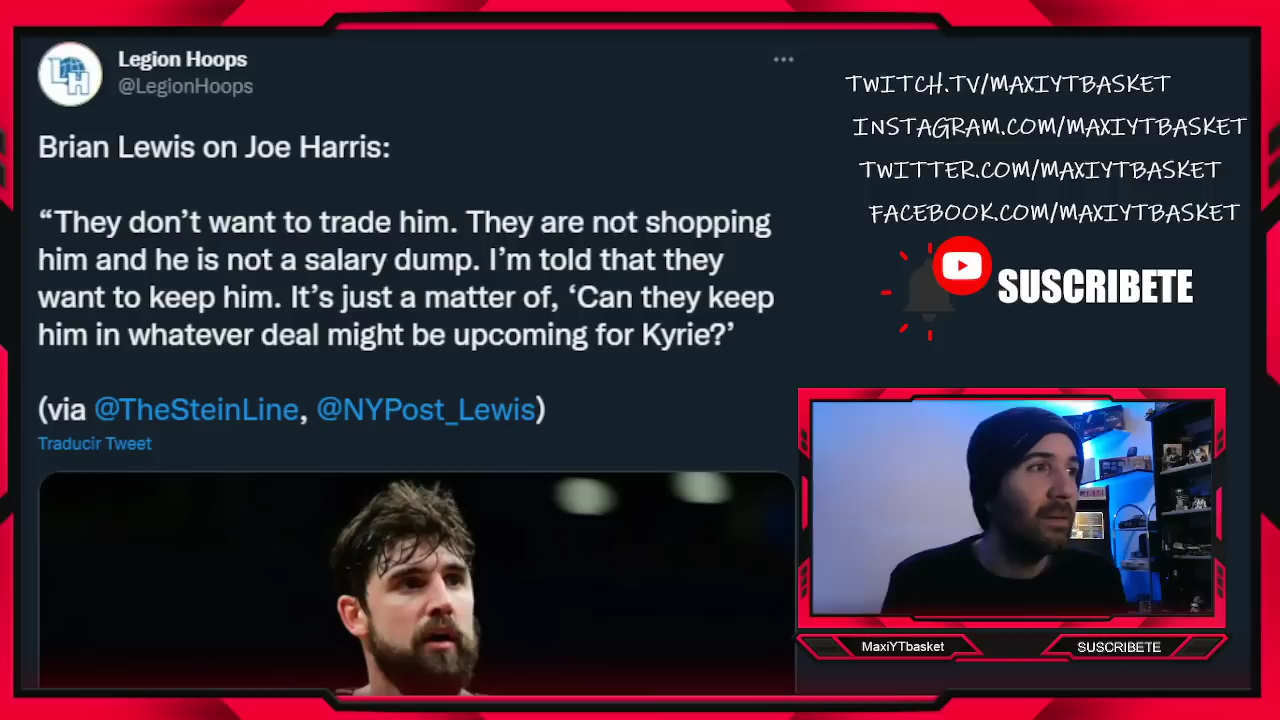 Legion Hoops
@LegionHoops
Brian Lewis on Joe Harris:
“They don’t want to trade him. They are not shopping
him and he is not a salary dump. I’m told that they
want to keep him. It’s just a matter of, ‘Can they keep
him in whatever deal might be upcoming for Kyrie?’
(via @TheSteinLine, @NYPost_Lewis)
Traducir Tweet
TWITCH.TV/MAXIYTBASKET
INSTAGRAM.COM/MAXIYTBASKET
TWITTER.COM/MAXIYTBASKET
FACEBOOK.COM/MAXIYTBASKET
SUSCRIBETE
MaxiYTbasket
SUSCRIBETE